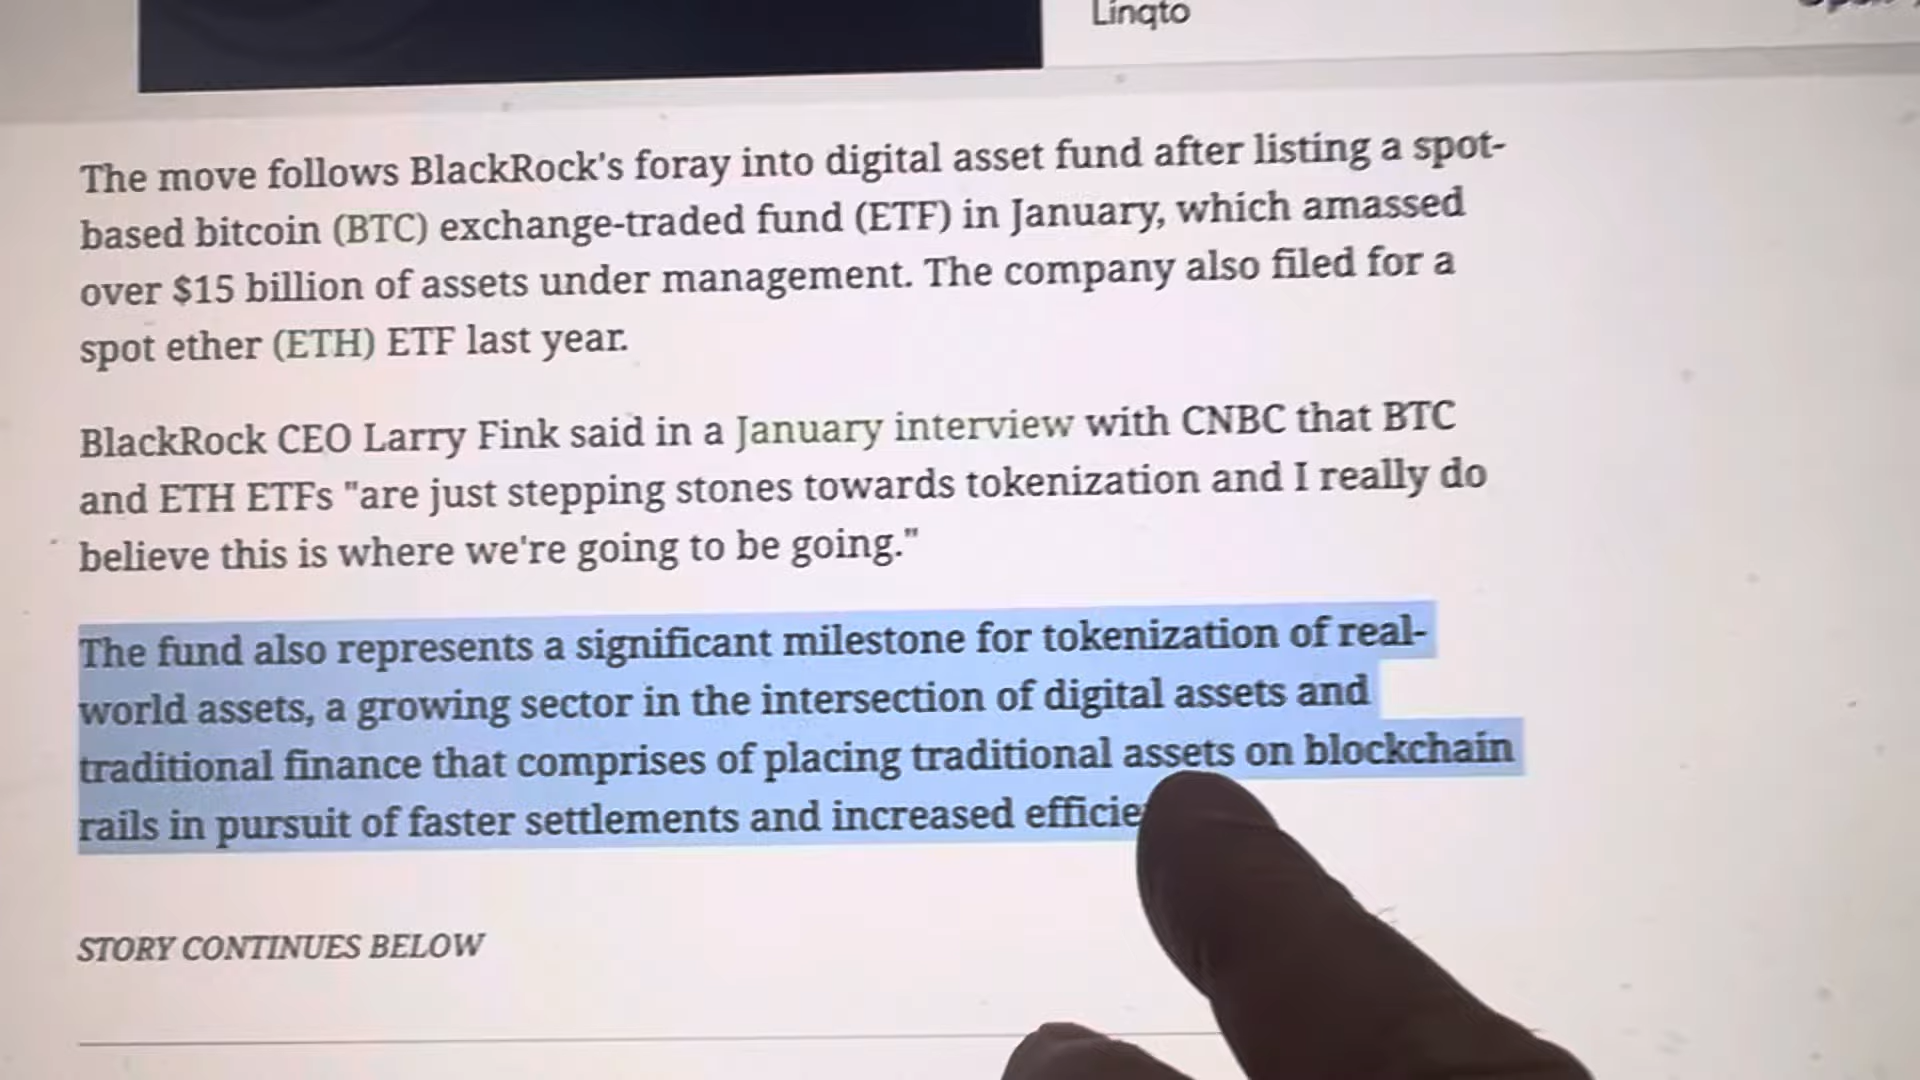 Linqto
The move follows BlackRock's foray into digital asset fund after listing a spot-
based bitcoin (BTC) exchange-traded fund (ETF) in January, which amassed
over $15 billion of assets under management. The company also filed for a
spot ether (ETH) ETF last year.
BlackRock CEO Larry Fink said in a January interview with CNBC that BTC
and ETH ETFs "are just stepping stones towards tokenization and I really do
believe this is where we're going to be going."
The fund also represents a significant milestone for tokenization of real-
world assets, a growing sector in the intersection of digital assets and
traditional finance that comprises of placing traditional assets on blockchain
rails in pursuit of faster settlements and increased
STORY CONTINUES BELOW